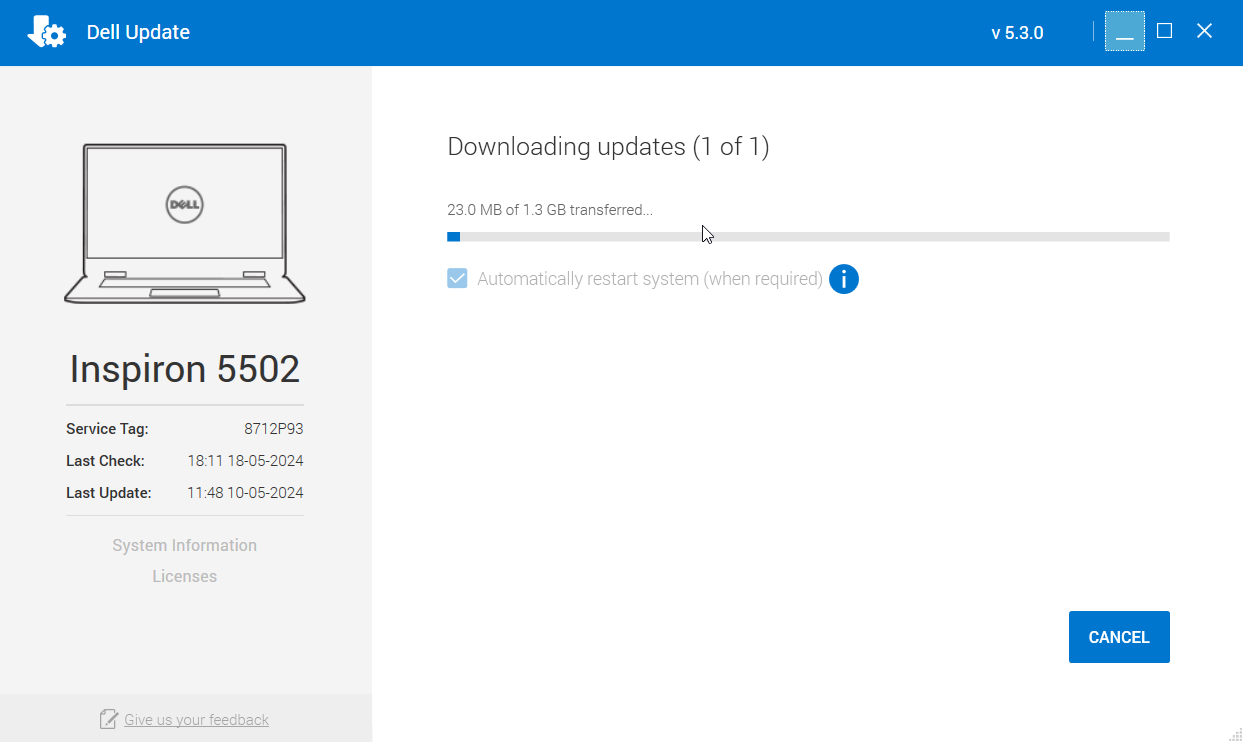 Dell Update
v 5.3.0
DELL
Inspiron 5502
Service Tag: 8712P93
Last Check: 18:11 18-05-2024
Last Update: 11:48 10-05-2024
System Information
Licenses
Give us your feedback
Downloading updates (1 of 1)
23.0 MB of 1.3 GB transferred...
Automatically restart system (when required) i
CANCEL